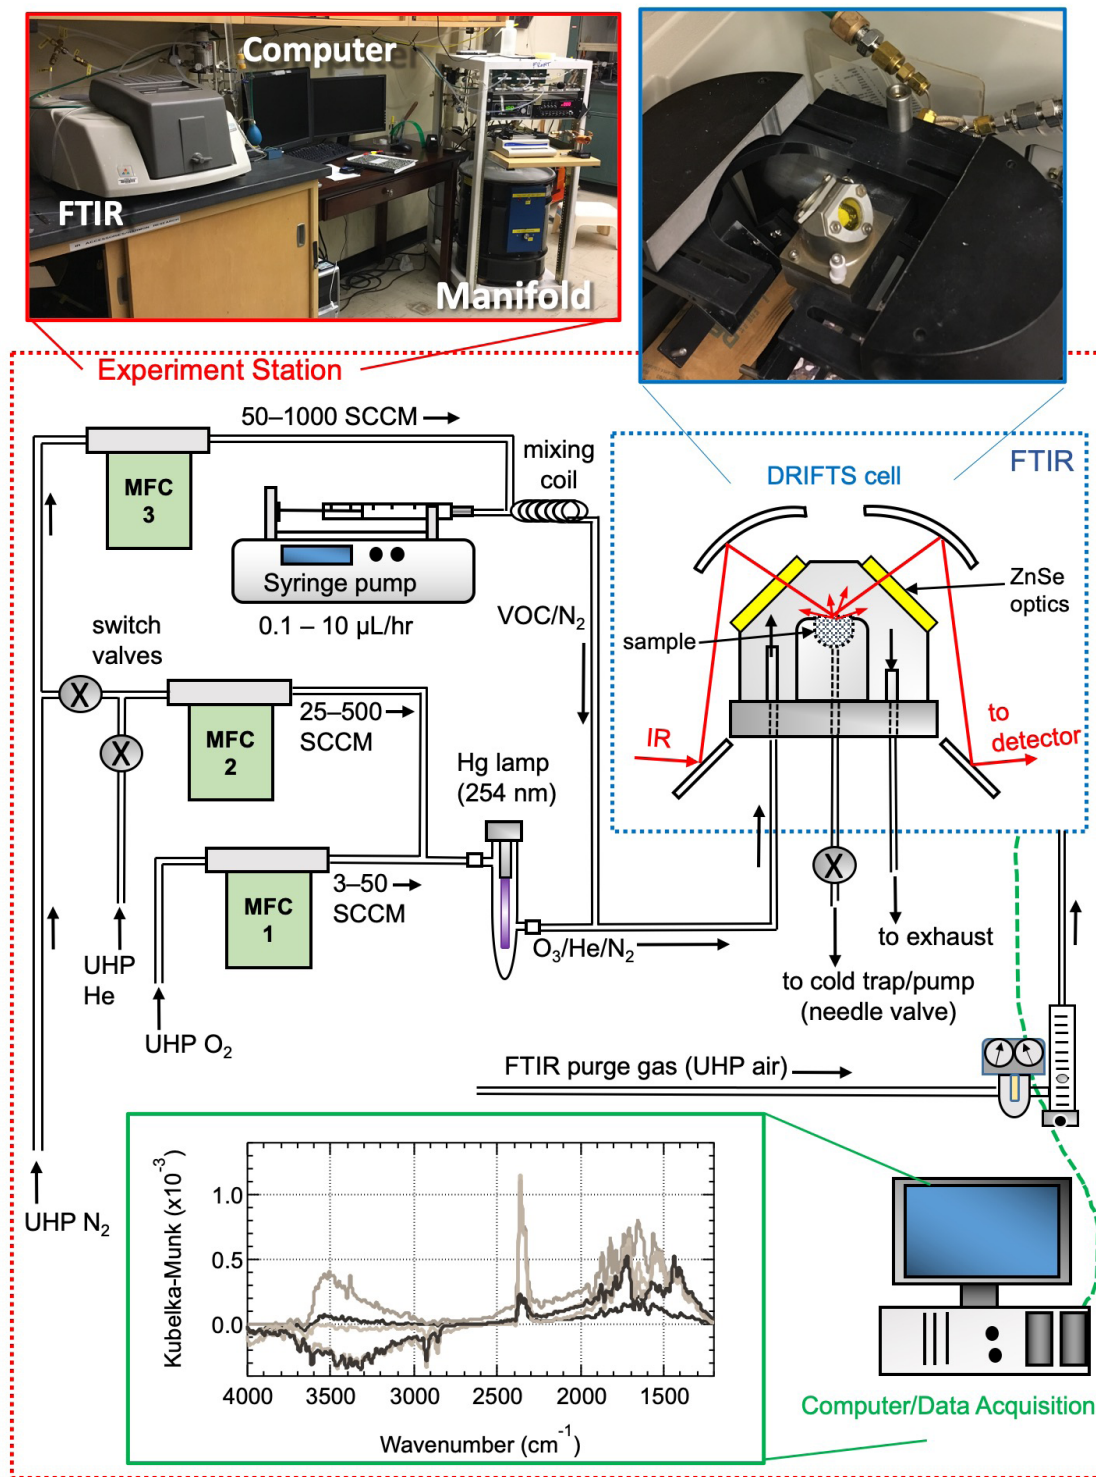 Computer
FTIR
Manifold
Experiment Station
50–1000 SCCM
MFC
3
mixing
coil
Syringe pump
0.1 – 10 µL/hr
VOC/N₂
switch
valves
X
X
MFC
2
25–500
SCCM
Hg lamp
(254 nm)
MFC
1
3–50
SCCM
UHP
He
UHP O₂
O₃/He/N₂
UHP N₂
FTIR
DRIFTS cell
ZnSe
optics
sample
IR
to
detector
X
to exhaust
to cold trap/pump
(needle valve)
FTIR purge gas (UHP air)
Kubelka-Munk (x10⁻³)
1.0
0.5
0.0
4000
3500
3000
2500
2000
1500
Wavenumber (cm⁻¹)
Computer/Data Acquisition